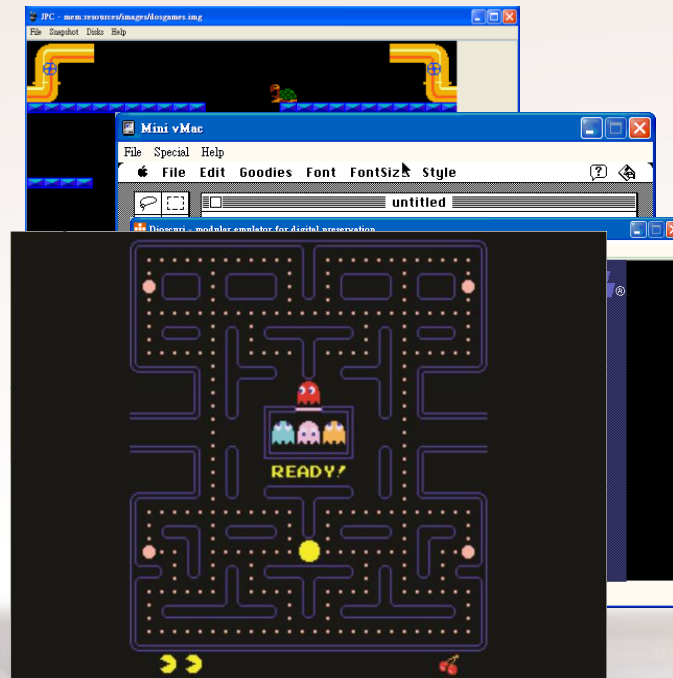 JPC - mem:resources/images/dosgames.img
File Snapshot Disks Help
Mini vMac
File Special Help
File Edit Goodies Font FontSize Style
untitled
Dioscuri - modular emulator for digital preservation
®
READY!